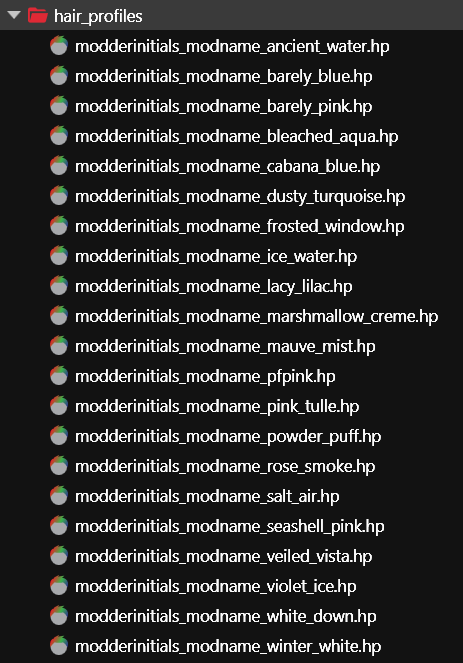 hair_profiles
modderinitials_modname_ancient_water.hp
modderinitials_modname_barely_blue.hp
modderinitials_modname_barely_pink.hp
modderinitials_modname_bleached_aqua.hp
modderinitials_modname_cabana_blue.hp
modderinitials_modname_dusty_turquoise.hp
modderinitials_modname_frosted_window.hp
modderinitials_modname_ice_water.hp
modderinitials_modname_lacy_lilac.hp
modderinitials_modname_marshmallow_creme.hp
modderinitials_modname_mauve_mist.hp
modderinitials_modname_pfpink.hp
modderinitials_modname_pink_tulle.hp
modderinitials_modname_powder_puff.hp
modderinitials_modname_rose_smoke.hp
modderinitials_modname_salt_air.hp
modderinitials_modname_seashell_pink.hp
modderinitials_modname_veiled_vista.hp
modderinitials_modname_violet_ice.hp
modderinitials_modname_white_down.hp
modderinitials_modname_winter_white.hp